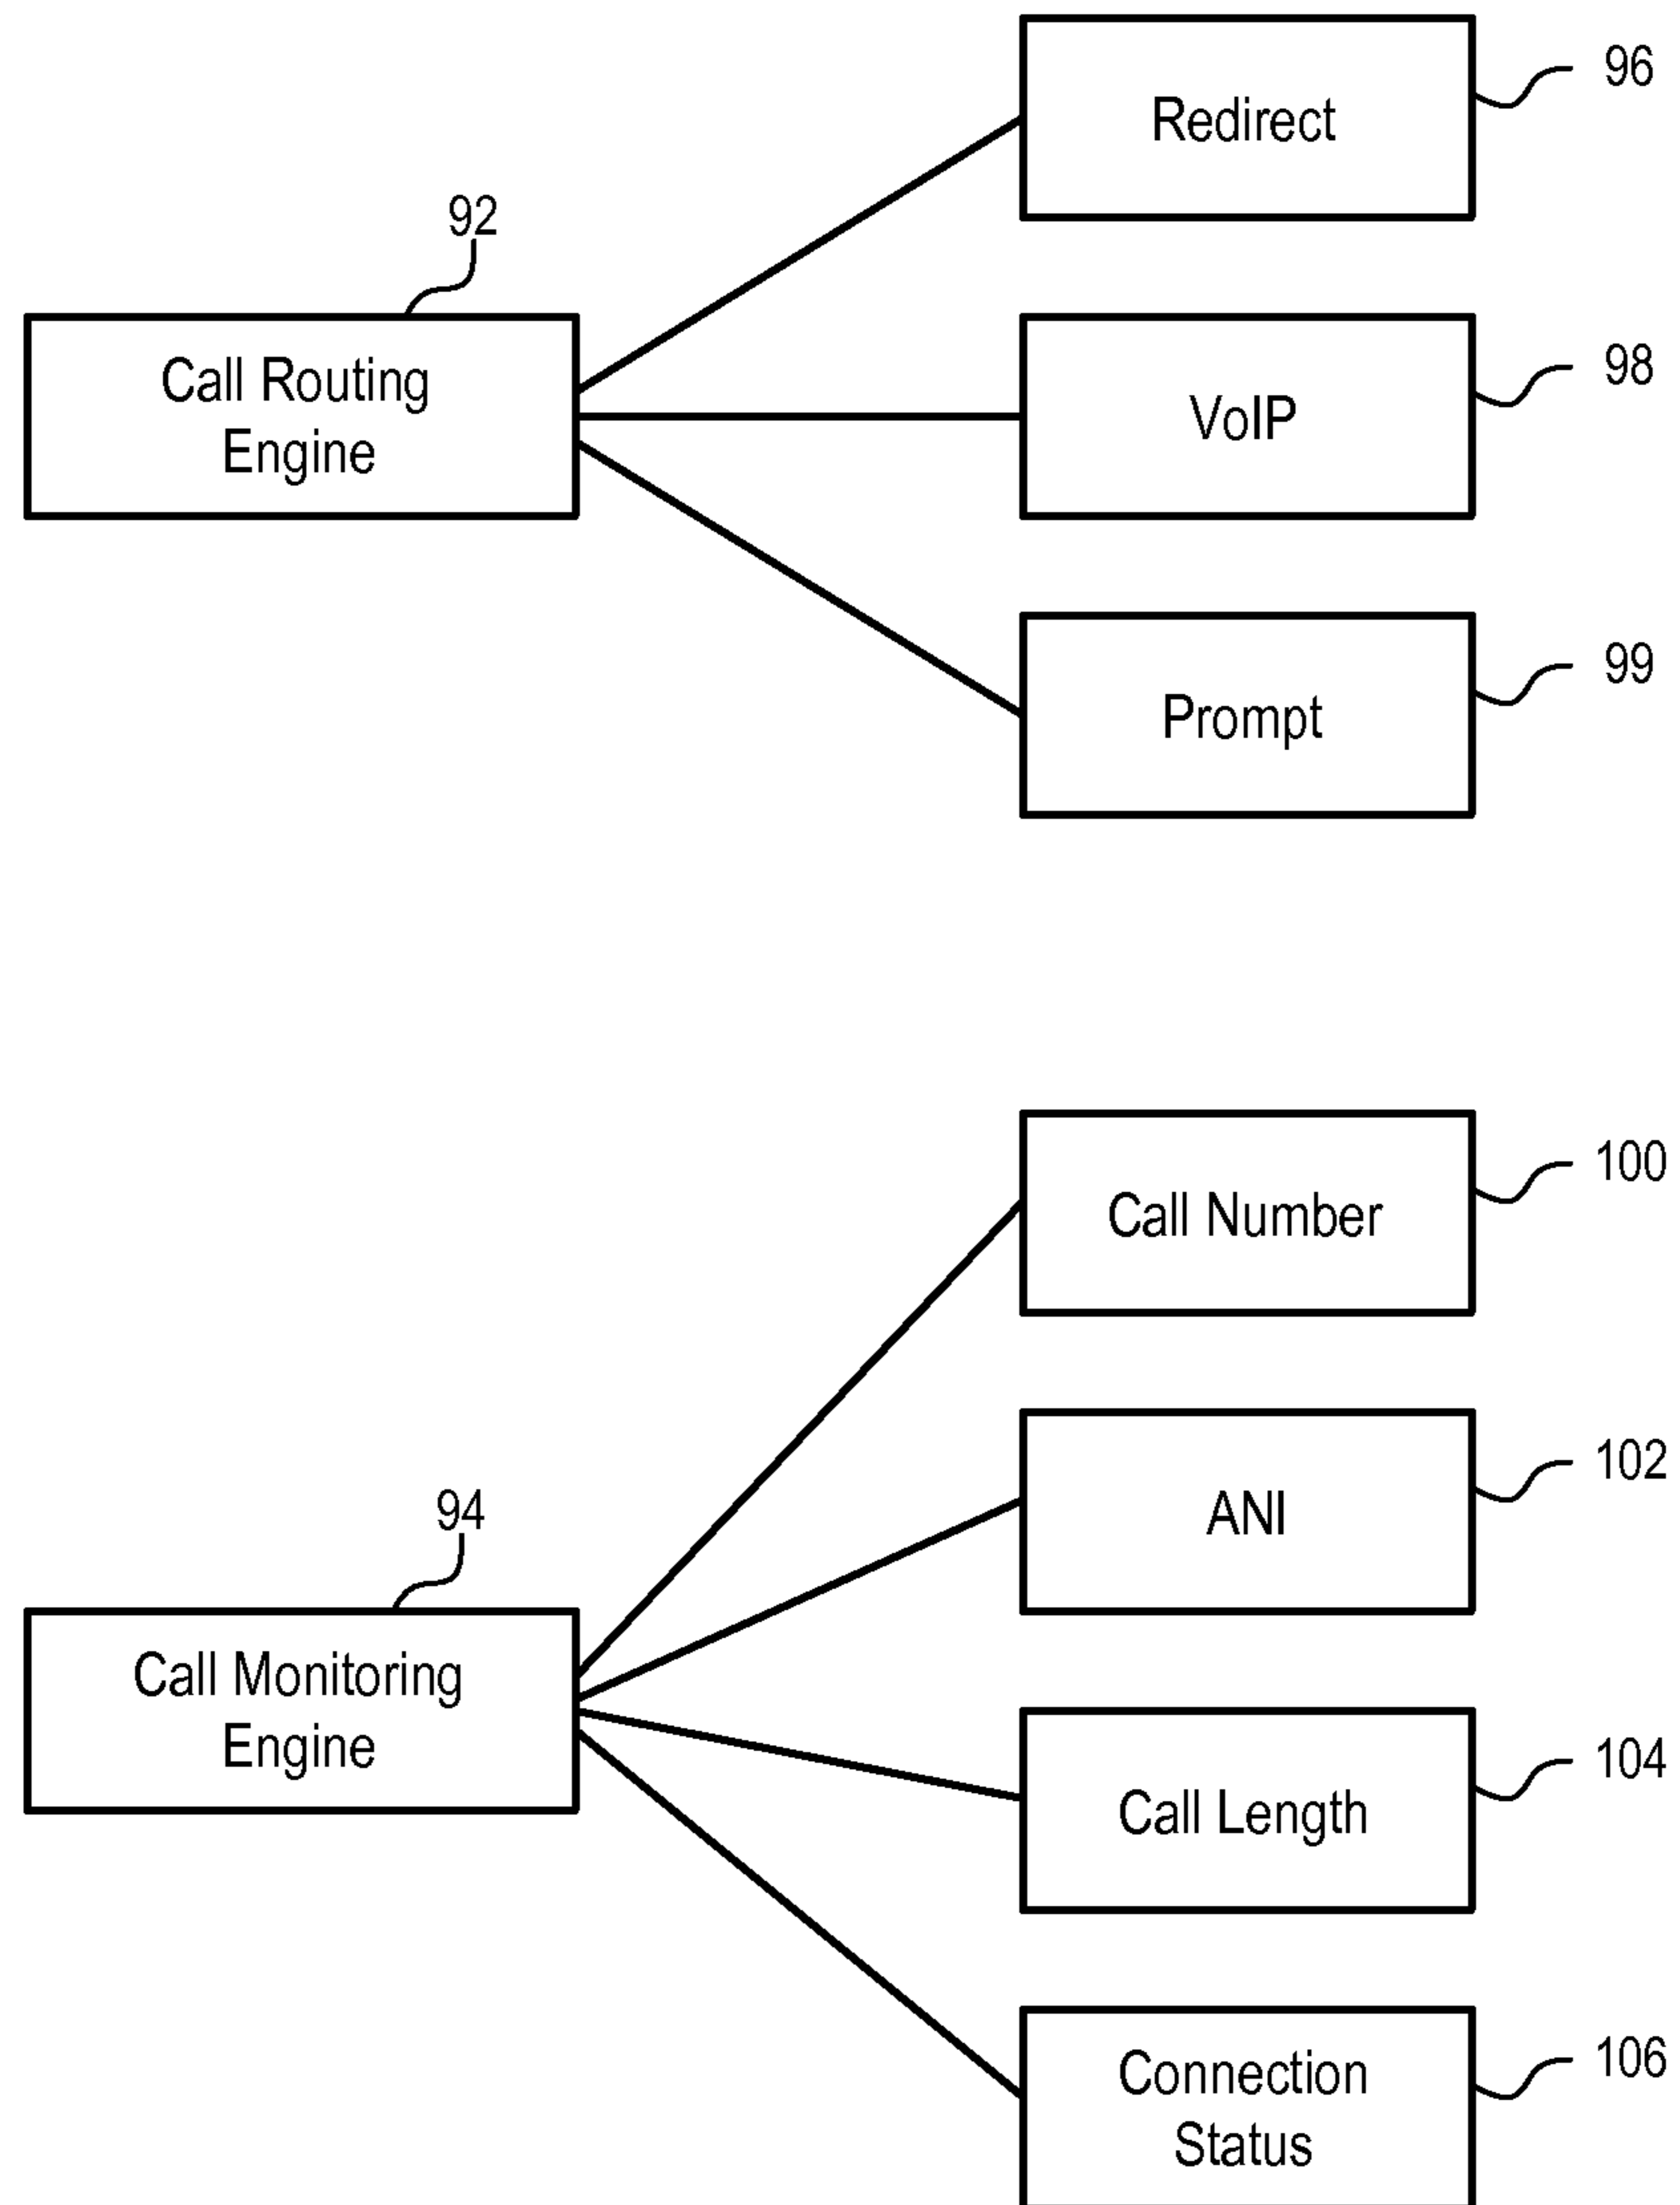 Redirect
96
92
Call Routing
Engine
VoIP
98
Prompt
99
Call Number
100
ANI
102
94
Call Monitoring
Engine
Call Length
104
Connection
Status
106